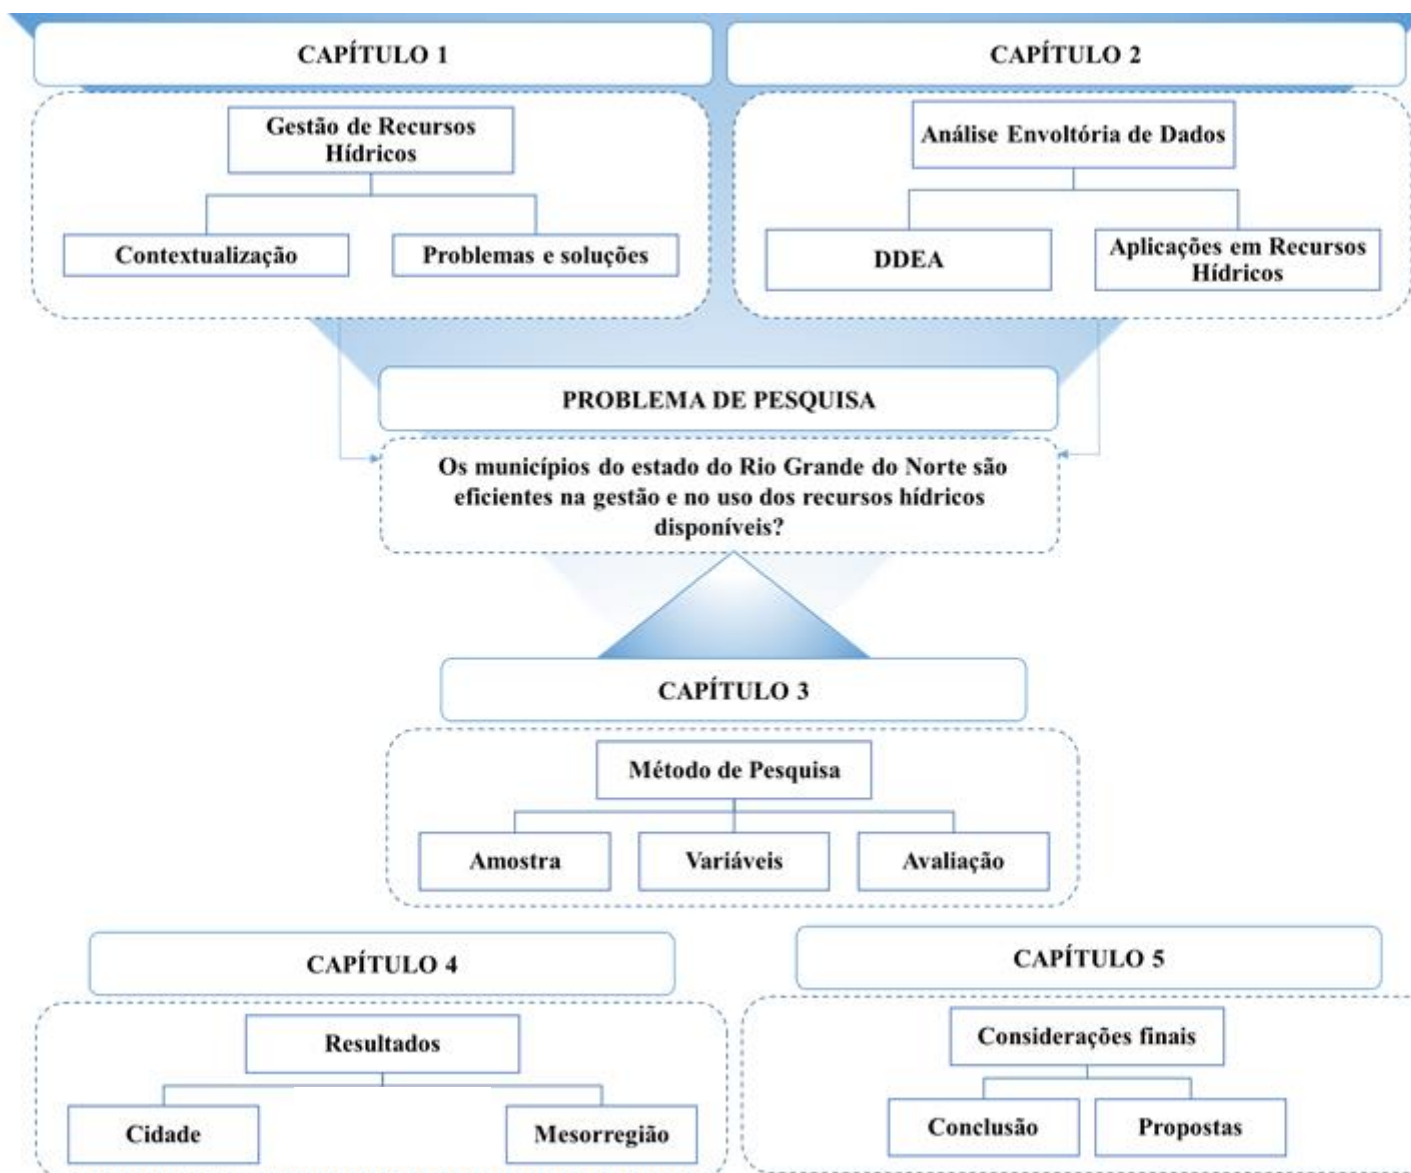 CAPÍTULO 1
Gestão de Recursos
Hídricos
Contextualização
Problemas e soluções
CAPÍTULO 2
Análise Envoltória de Dados
DDEA
Aplicações em Recursos
Hídricos
PROBLEMA DE PESQUISA
Os municípios do estado do Rio Grande do Norte são
eficientes na gestão e no uso dos recursos hídricos
disponíveis?
CAPÍTULO 3
Método de Pesquisa
Amostra
Variáveis
Avaliação
CAPÍTULO 4
Resultados
Cidade
Mesorregião
CAPÍTULO 5
Considerações finais
Conclusão
Propostas